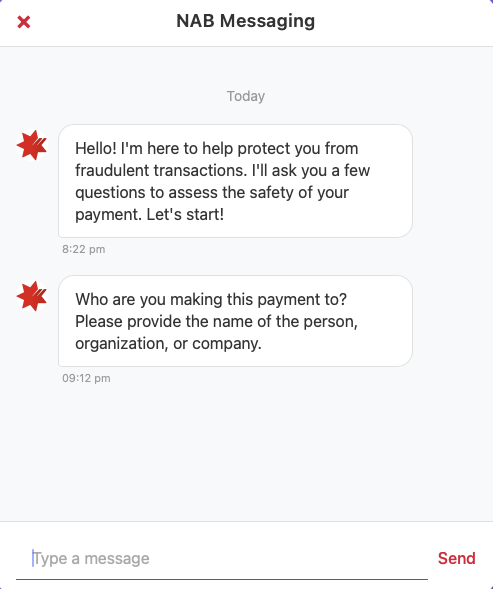 NAB Messaging
Today
Hello! I'm here to help protect you from
fraudulent transactions. I'll ask you a few
questions to assess the safety of your
payment. Let's start!
8:22 pm
Who are you making this payment to?
Please provide the name of the person,
organization, or company.
09:12 pm
Type a message
Send